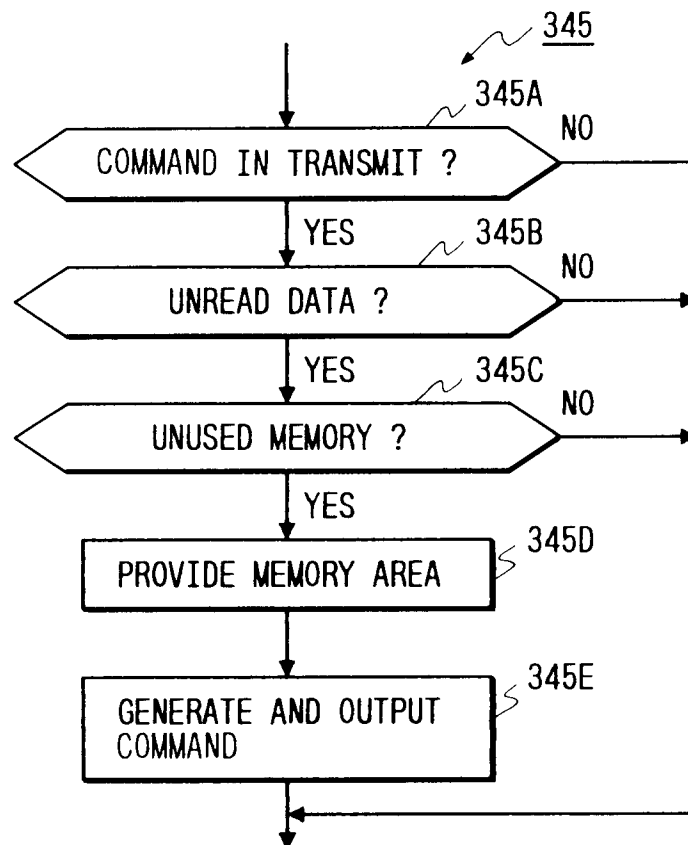 345
345A
COMMAND IN TRANSMIT ?
NO
YES
345B
UNREAD DATA ?
NO
YES
345C
UNUSED MEMORY ?
NO
YES
345D
PROVIDE MEMORY AREA
345E
GENERATE AND OUTPUT
COMMAND